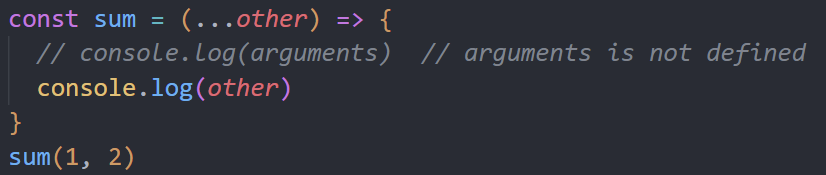 const sum = (...other) => {
  // console.log(arguments)  // arguments is not defined
  console.log(other)
}
sum(1, 2)